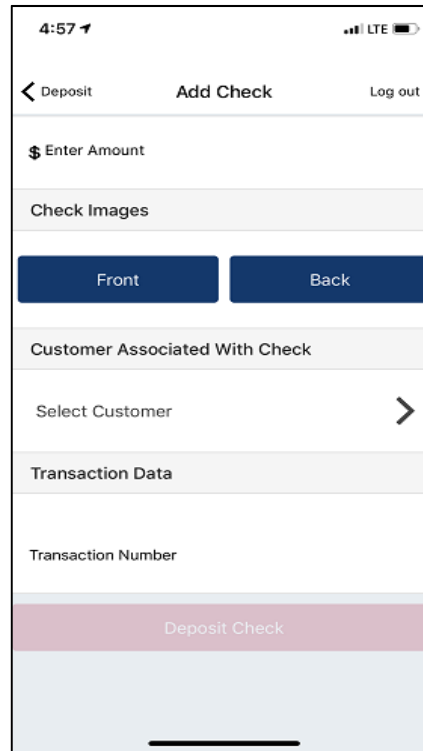 4:57 LTE
Deposit Add Check Log out
$ Enter Amount
Check Images
Front Back
Customer Associated With Check
Select Customer
Transaction Data
Transaction Number
Deposit Check